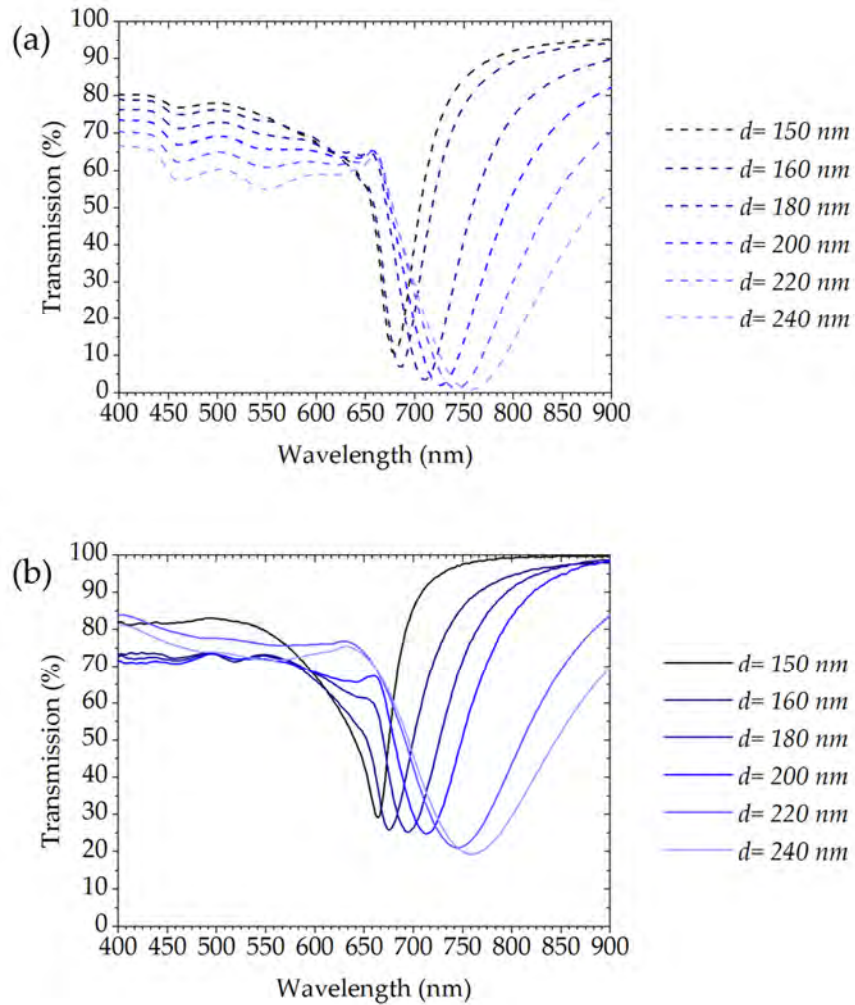 (a)
Transmission (%)
100
90
80
70
60
50
40
30
20
10
0
400 450 500 550 600 650 700 750 800 850 900
Wavelength (nm)
d= 150 nm
d= 160 nm
d= 180 nm
d= 200 nm
d= 220 nm
d= 240 nm
(b)
Transmission (%)
100
90
80
70
60
50
40
30
20
10
0
400 450 500 550 600 650 700 750 800 850 900
Wavelength (nm)
d= 150 nm
d= 160 nm
d= 180 nm
d= 200 nm
d= 220 nm
d= 240 nm